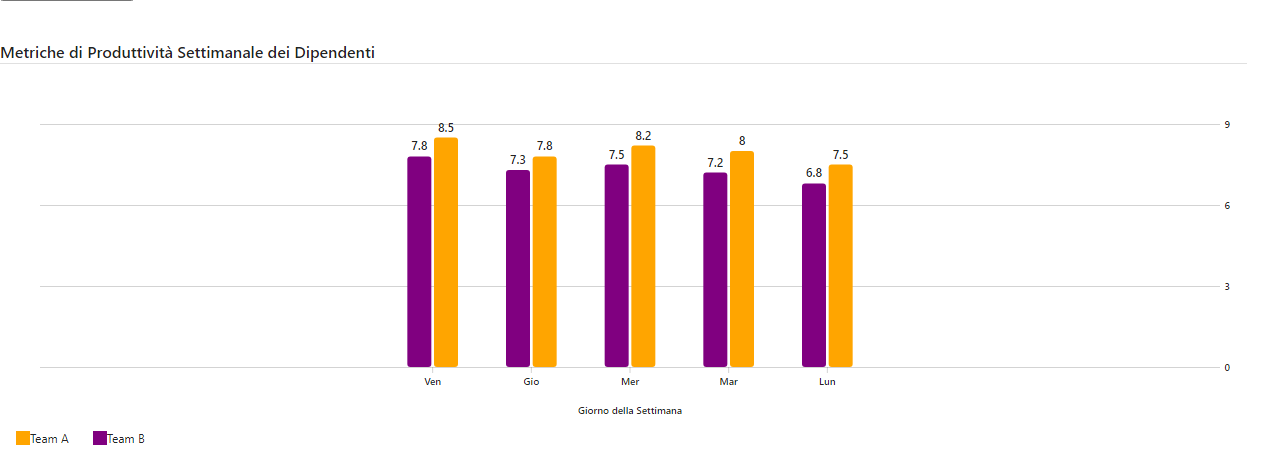 Metriche di Produttività Settimanale dei Dipendenti
9
6
3
0
7.8
8.5
7.3
7.8
7.5
8.2
7.2
8
6.8
7.5
Ven
Gio
Mer
Mar
Lun
Giorno della Settimana
Team A
Team B